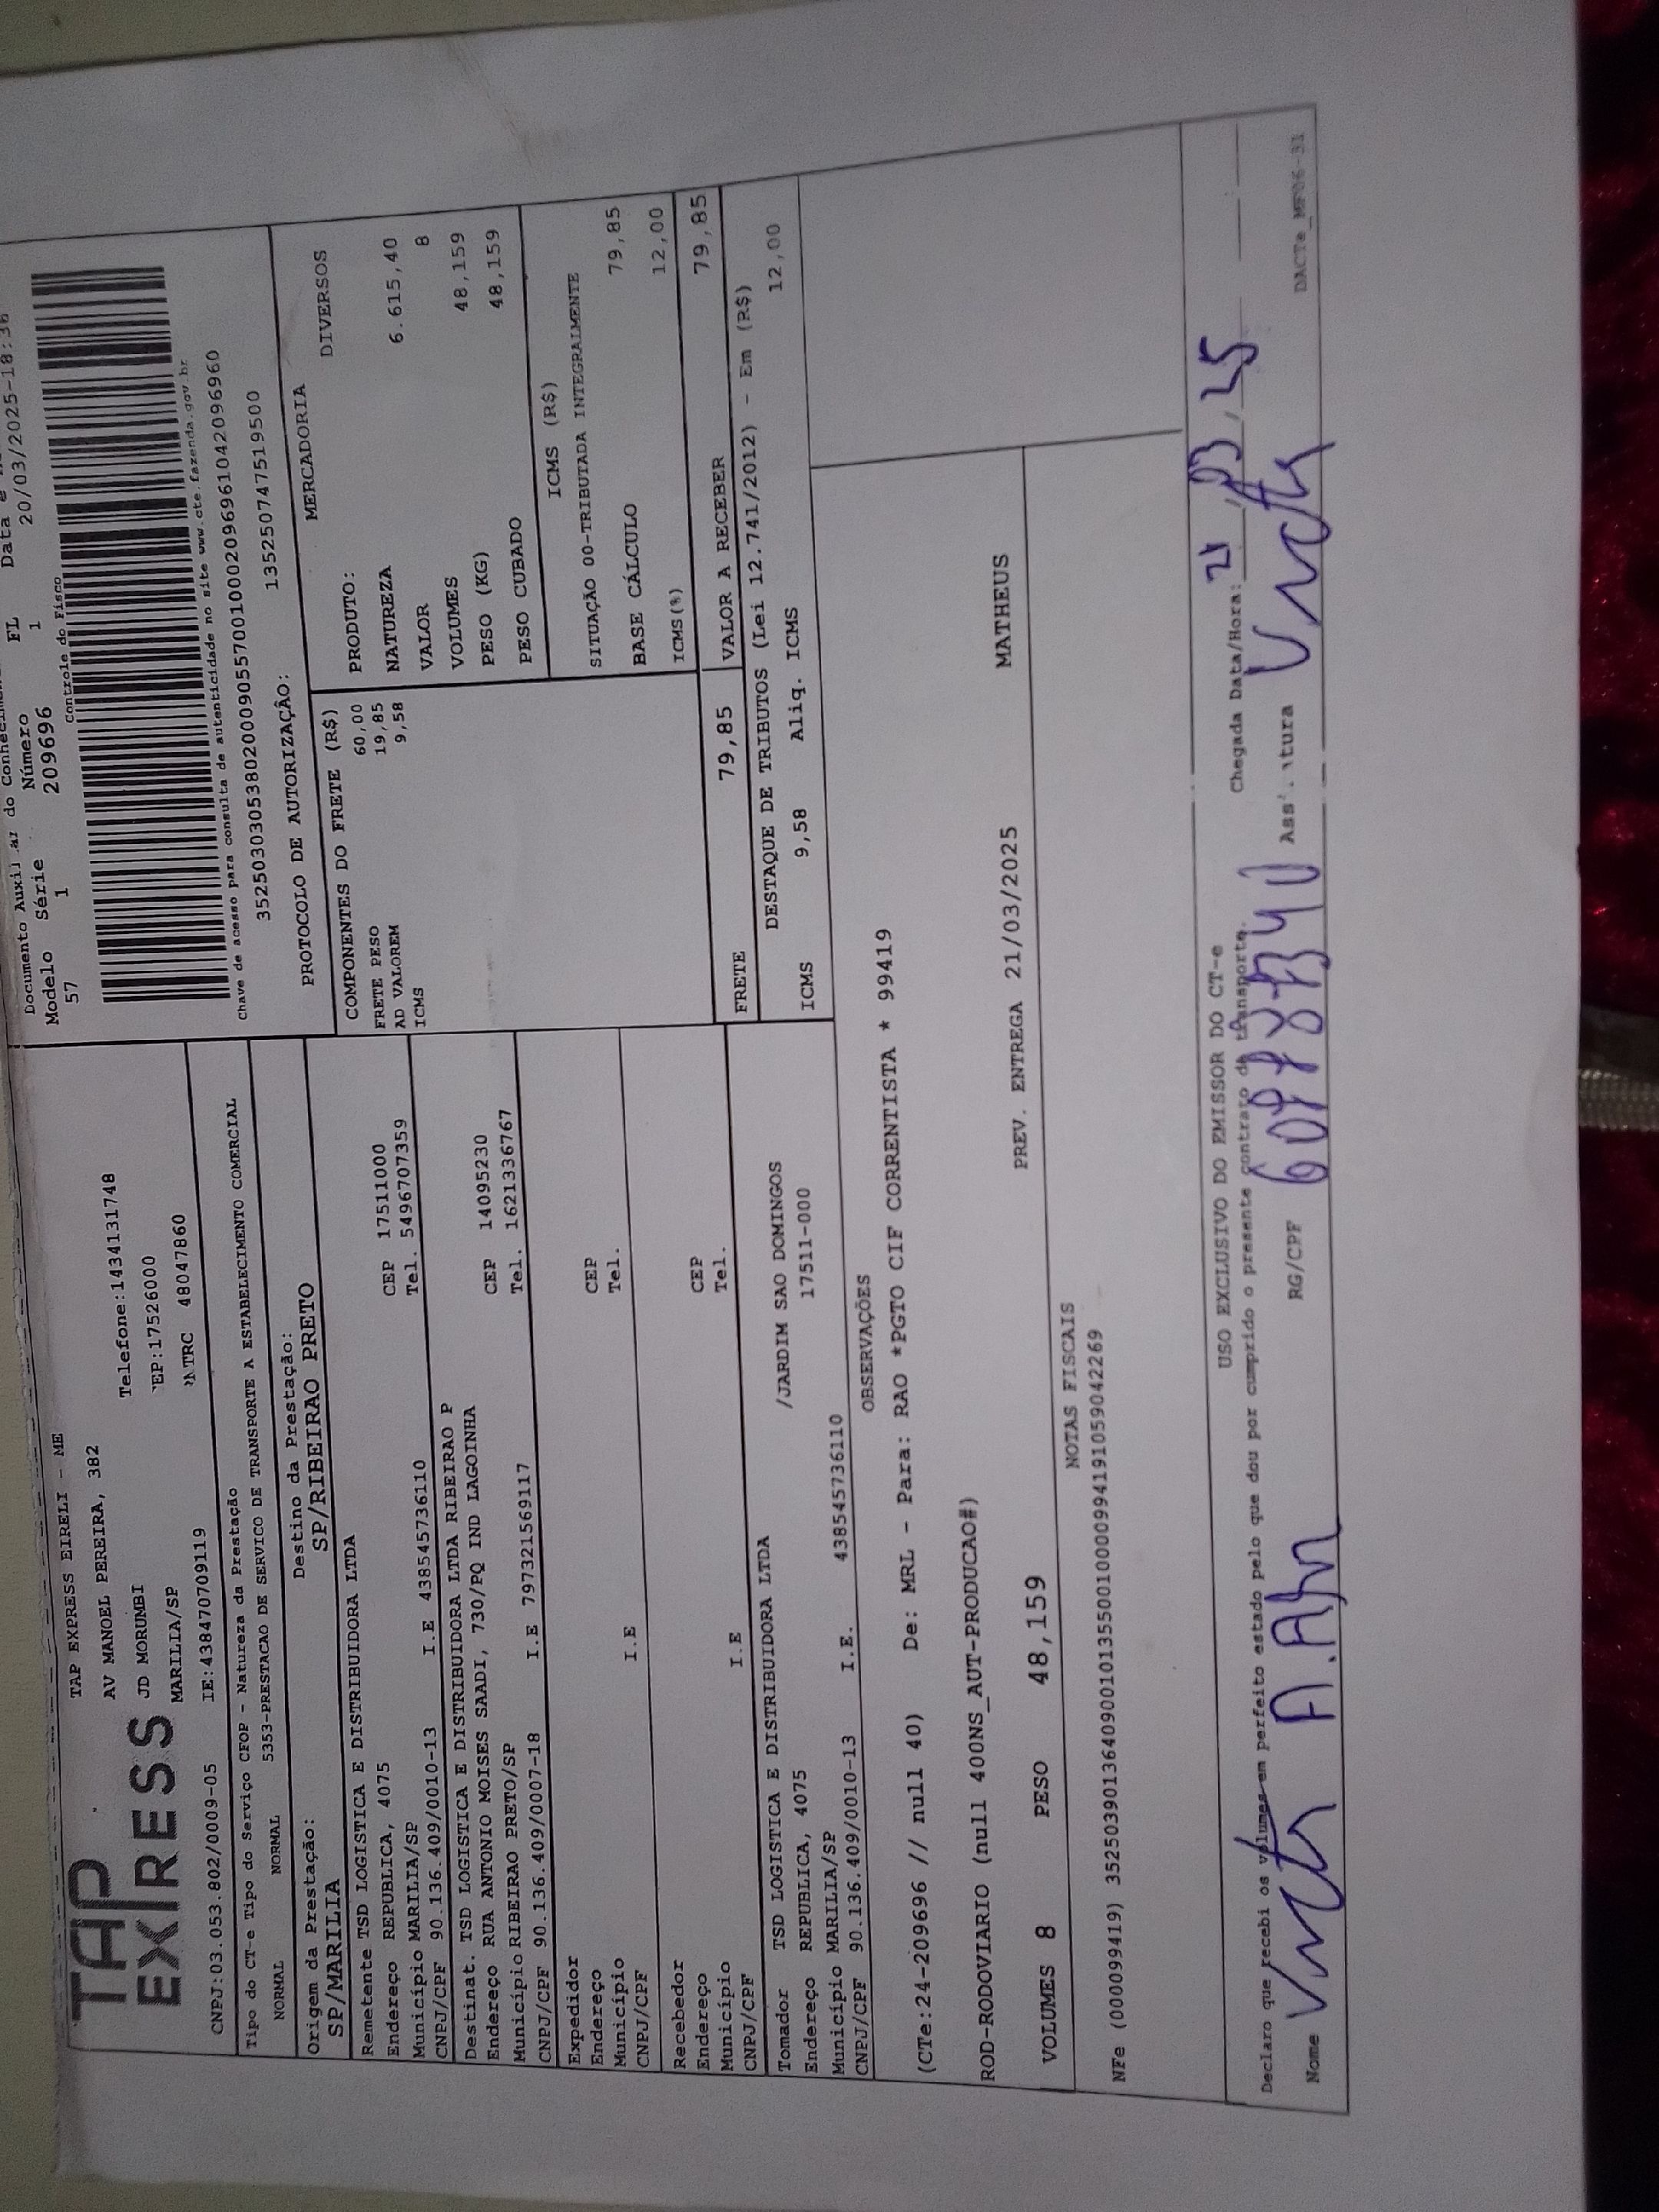 TAP
EXPRESS
TAP EXPRESS EIRELI - ME
AV MANOEL PEREIRA, 382
JD MORUMBI
MARILIA/SP
Telefone:1434131748
EP:17526000
48047860
CNPJ:03.053.802/0009-05 IE:438470709119
Documento Auxil ar do
Modelo Série Número FL Data e
57 1 209696 1 20/03/2025-18:36
Controle do Fisco
Chave de acesso para consulta de autenticidade no site www.cte.fazenda.gov.br
35250303053802000905570010002096961042096960
PROTOCOLO DE AUTORIZAÇÃO: 135250747519500
Tipo do CT-e Tipo do Serviço CFOP - Natureza da Prestação
NORMAL NORMAL 5353-PRESTACAO DE SERVICO DE TRANSPORTE A ESTABELECIMENTO COMERCIAL
Origem da Prestação: Destino da Prestação:
SP/MARILIA SP/RIBEIRAO PRETO
Remetente TSD LOGISTICA E DISTRIBUIDORA LTDA
Endereço REPUBLICA, 4075 CEP 17511000
Município MARILIA/SP Tel. 5496707359
CNPJ/CPF 90.136.409/0010-13 I.E 438545736110
Destinat. TSD LOGISTICA E DISTRIBUIDORA LTDA RIBEIRAO P
Endereço RUA ANTONIO MOISES SAADI, 730/PQ IND LAGOINHA CEP 14095230
Município RIBEIRAO PRETO/SP Tel. 1621336767
CNPJ/CPF 90.136.409/0007-18 I.E 797321569117
Expedidor
Endereço CEP
Município Tel.
CNPJ/CPF I.E
Recebedor
Endereço CEP
Município Tel.
CNPJ/CPF I.E
Tomador TSD LOGISTICA E DISTRIBUIDORA LTDA
Endereço REPUBLICA, 4075 /JARDIM SAO DOMINGOS
Município MARILIA/SP 17511-000
CNPJ/CPF 90.136.409/0010-13 I.E. 438545736110
COMPONENTES DO FRETE (R$)
FRETE PESO 60,00
AD VALOREM 19,85
ICMS 9,58
MERCADORIA
PRODUTO: DIVERSOS
NATUREZA
VALOR 6.615,40
VOLUMES 8
PESO (KG) 48,159
PESO CUBADO 48,159
ICMS (R$)
SITUAÇÃO 00-TRIBUTADA INTEGRALMENTE
BASE CÁLCULO 79,85
ICMS(%) 12,00
FRETE 79,85 VALOR A RECEBER 79,85
DESTAQUE DE TRIBUTOS (Lei 12.741/2012) - Em (R$)
ICMS 9,58 Aliq. ICMS 12,00
OBSERVAÇÕES
(CTe:24-209696 // null 40) De: MRL - Para: RAO *PGTO CIF CORRENTISTA * 99419
ROD-RODOVIARIO (null 400NS_AUT-PRODUCAO#) PREV. ENTREGA 21/03/2025 MATHEUS
VOLUMES 8 PESO 48,159
NOTAS FISCAIS
NFe (000099419) 35250390136409001013550010000994191059042269
USO EXCLUSIVO DO EMISSOR DO CT-e
Declaro que recebi os volumes em perfeito estado pelo que dou por cumprido o presente contrato de transporte. Chegada Data/Hora: 21/03/25
Nome RG/CPF Ass
DACTe_